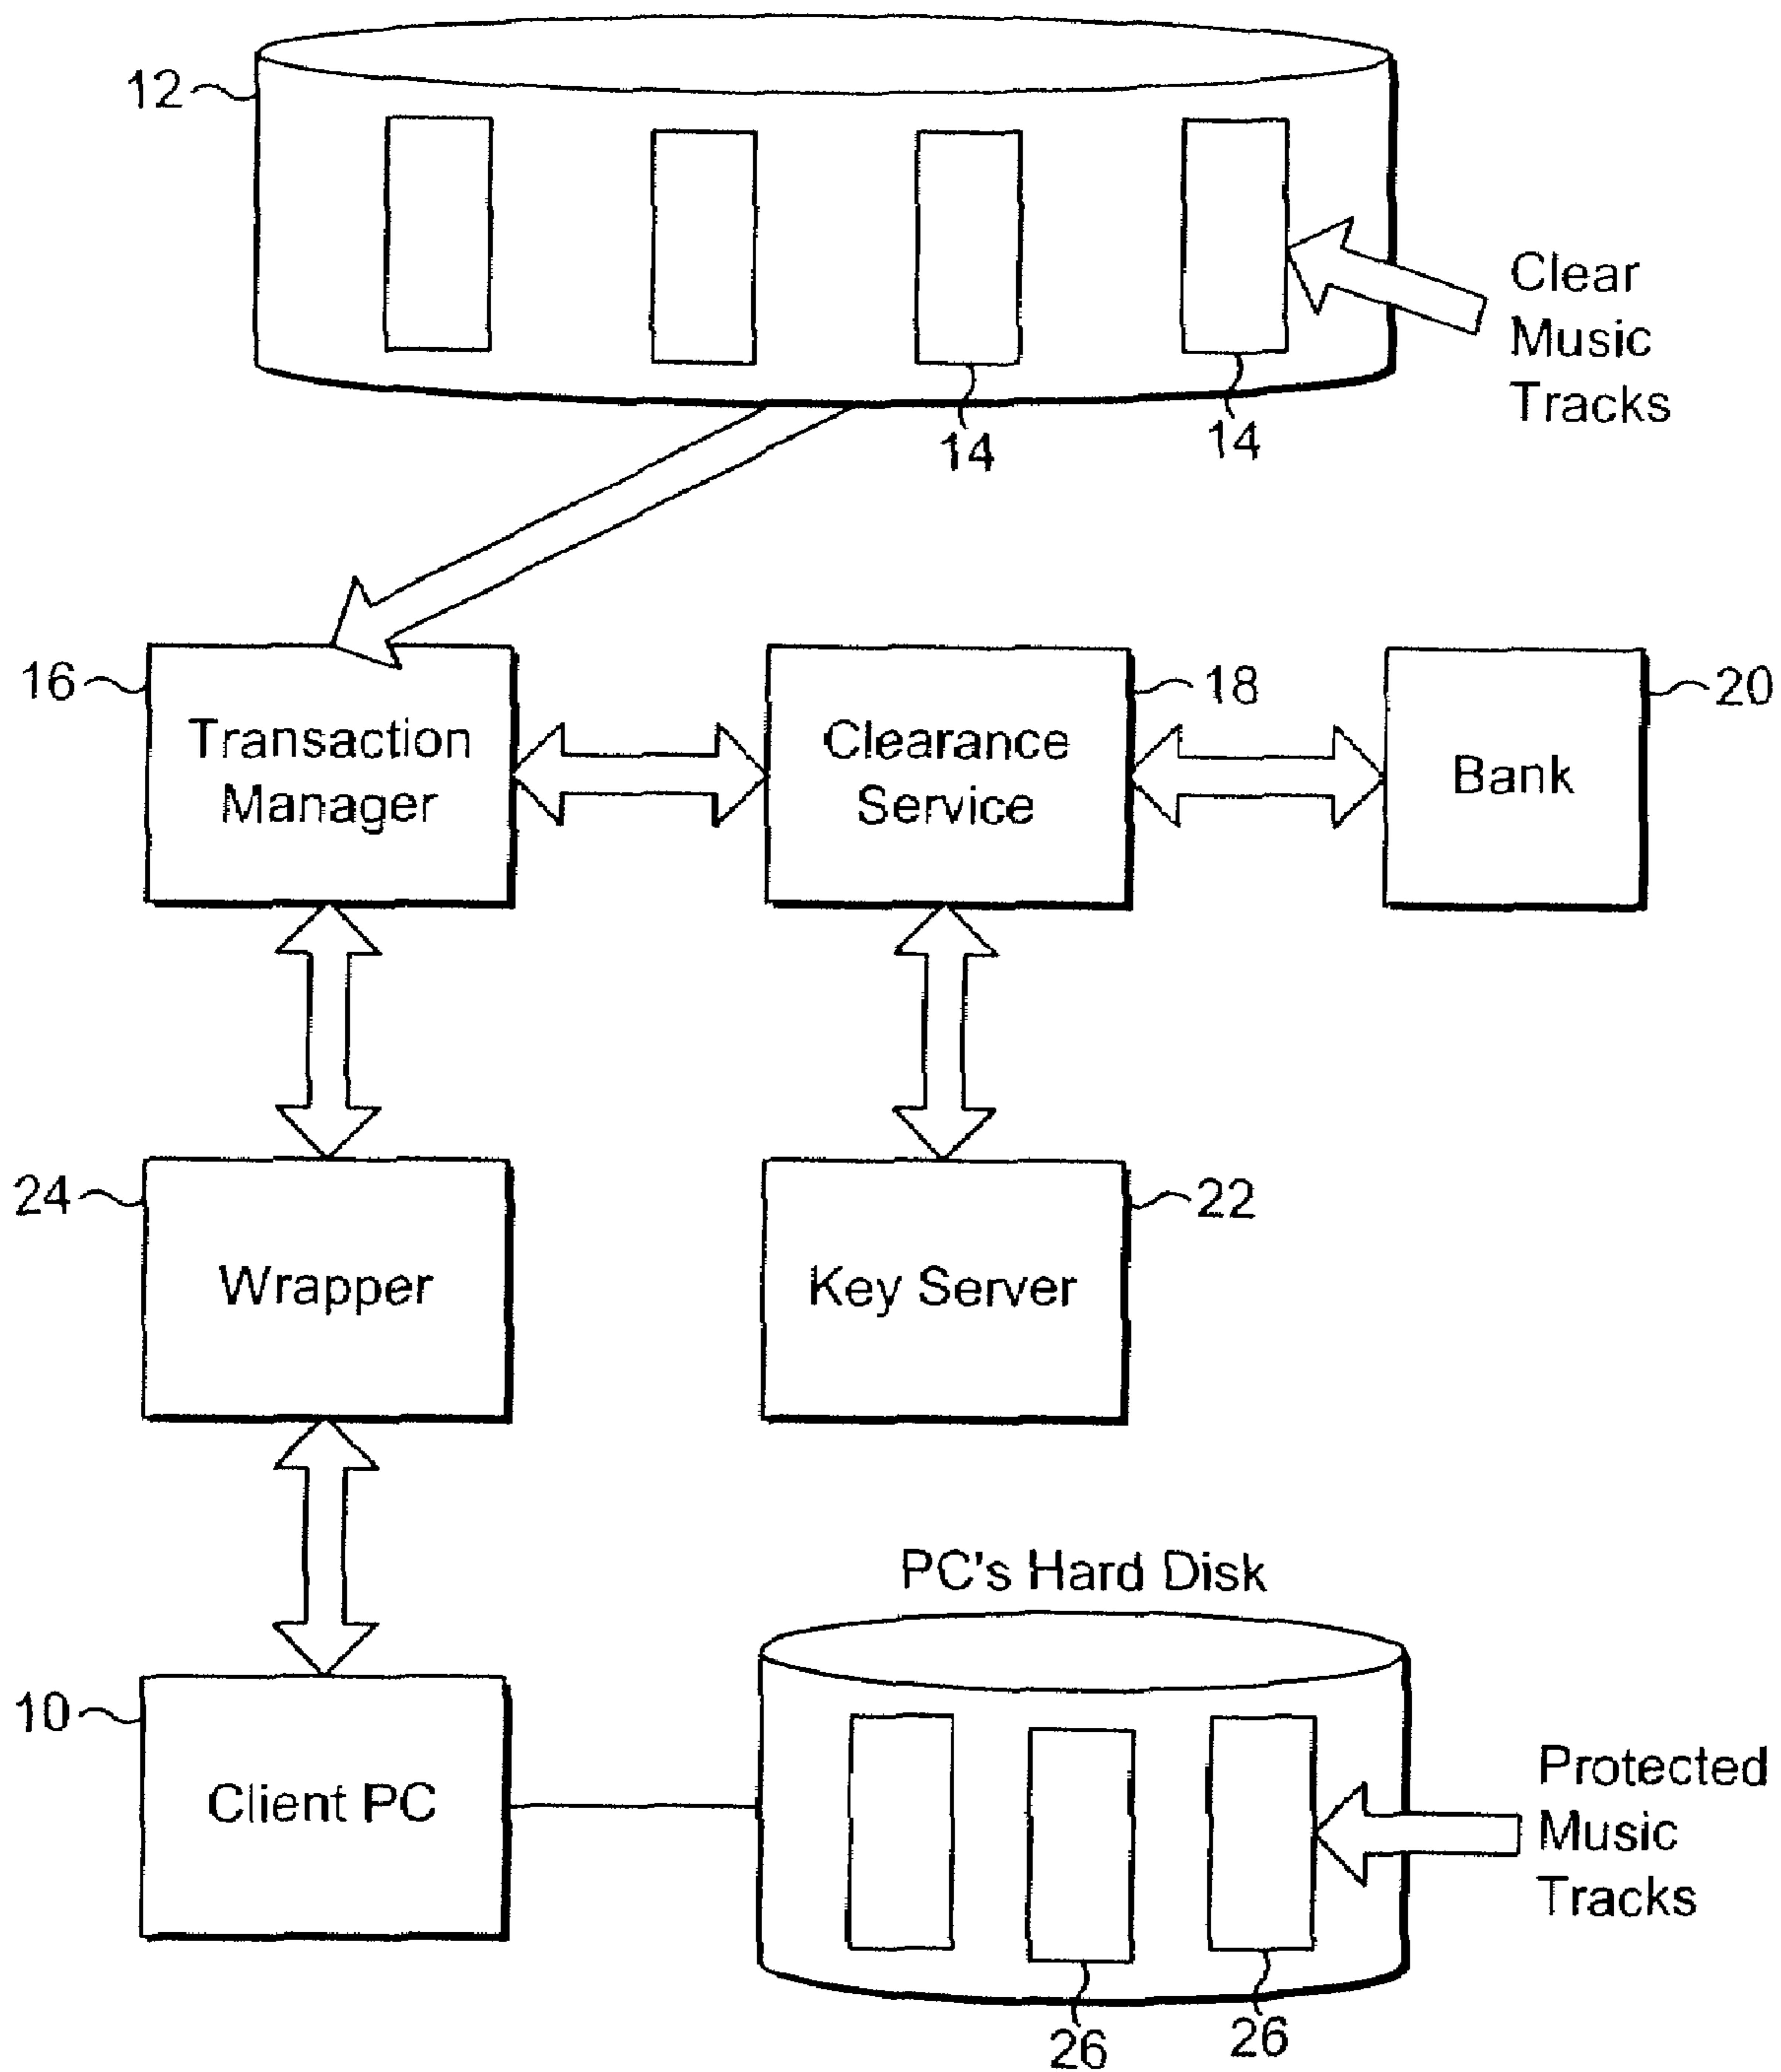 12
Clear
Music
Tracks
14
14
16
Transaction
Manager
18
Clearance
Service
20
Bank
24
Wrapper
22
Key Server
PC's Hard Disk
10
Client PC
Protected
Music
Tracks
26
26